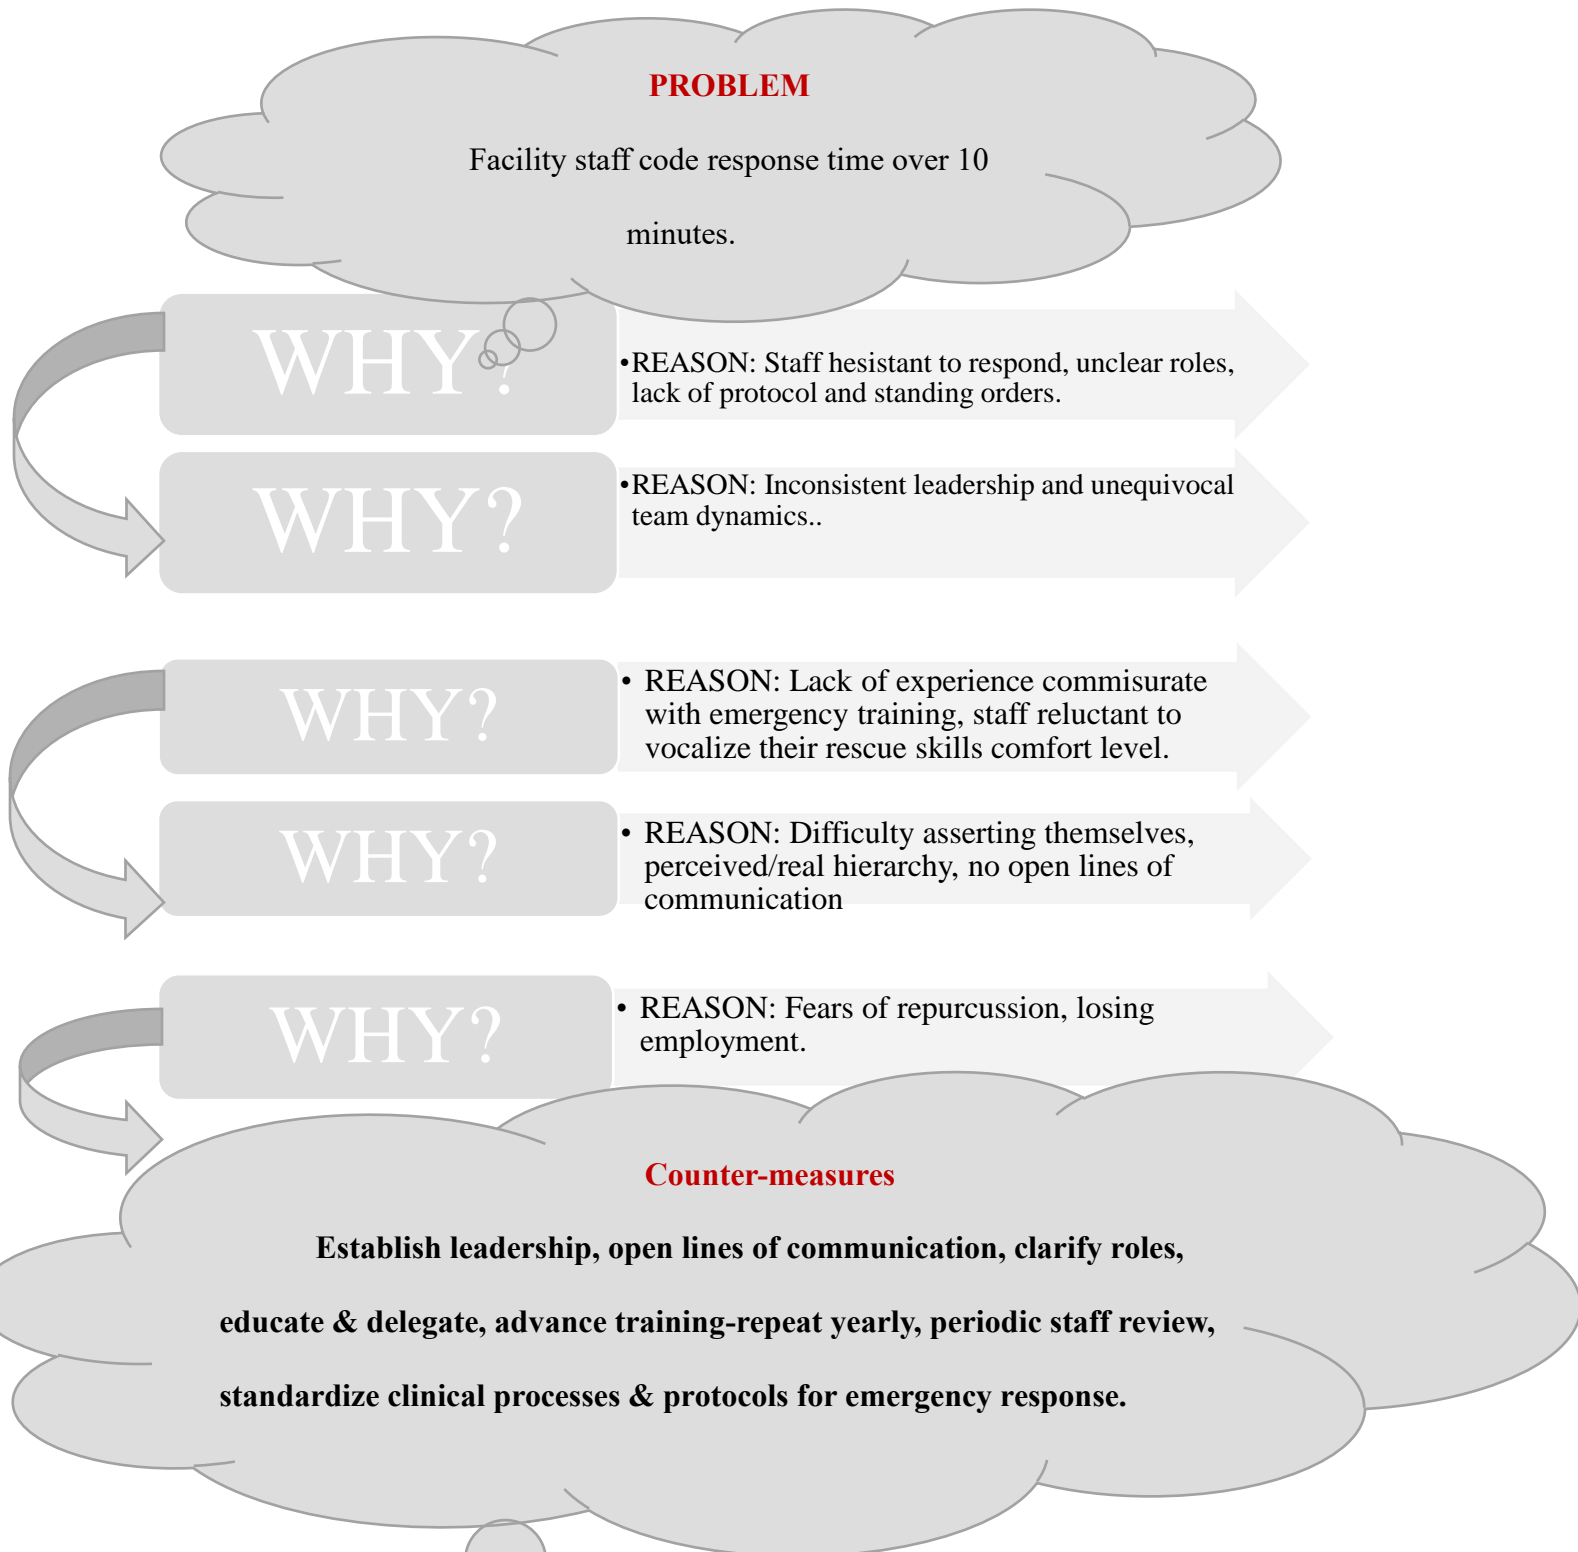 PROBLEM
Facility staff code response time over 10
minutes.
WHY?
•REASON: Staff hesistant to respond, unclear roles,
lack of protocol and standing orders.
WHY?
•REASON: Inconsistent leadership and unequivocal
team dynamics..
WHY?
• REASON: Lack of experience commisurate
with emergency training, staff reluctant to
vocalize their rescue skills comfort level.
WHY?
• REASON: Difficulty asserting themselves,
perceived/real hierarchy, no open lines of
communication
WHY?
• REASON: Fears of repurcussion, losing
employment.
Counter-measures
Establish leadership, open lines of communication, clarify roles,
educate & delegate, advance training-repeat yearly, periodic staff review,
standardize clinical processes & protocols for emergency response.